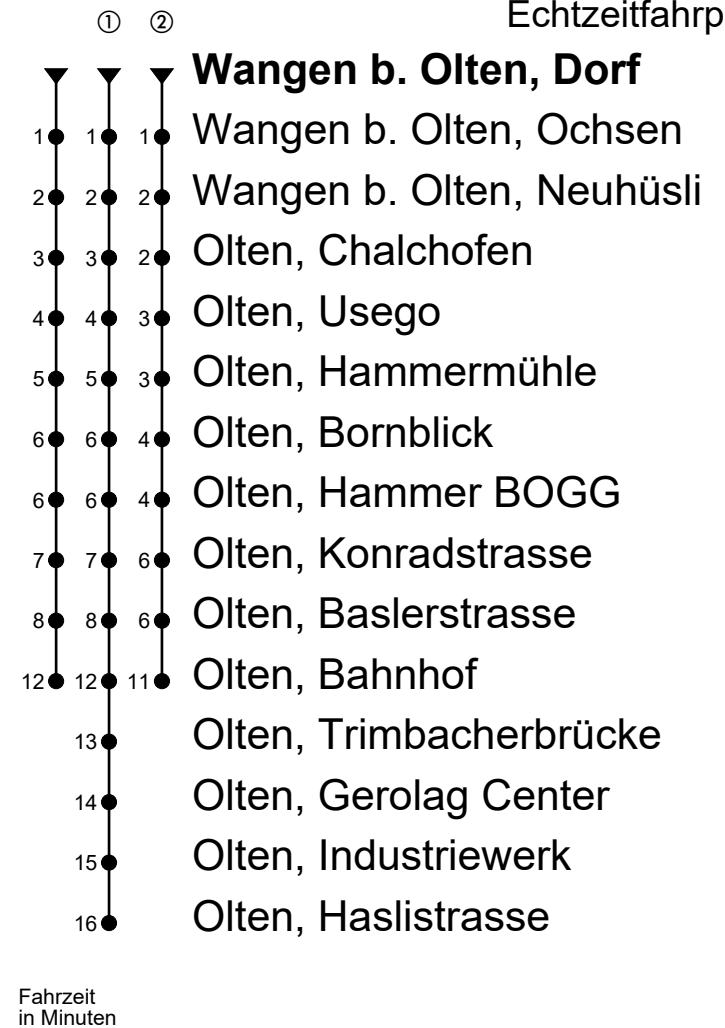 ① ② Echtzeitfahrp
Wangen b. Olten, Dorf
1 1 1 Wangen b. Olten, Ochsen
2 2 2 Wangen b. Olten, Neuhüsli
3 3 2 Olten, Chalchofen
4 4 3 Olten, Usego
5 5 3 Olten, Hammermühle
6 6 4 Olten, Bornblick
6 6 4 Olten, Hammer BOGG
7 7 6 Olten, Konradstrasse
8 8 6 Olten, Baslerstrasse
12 12 11 Olten, Bahnhof
13 Olten, Trimbacherbrücke
14 Olten, Gerolag Center
15 Olten, Industriewerk
16 Olten, Haslistrasse
Fahrzeit
in Minuten